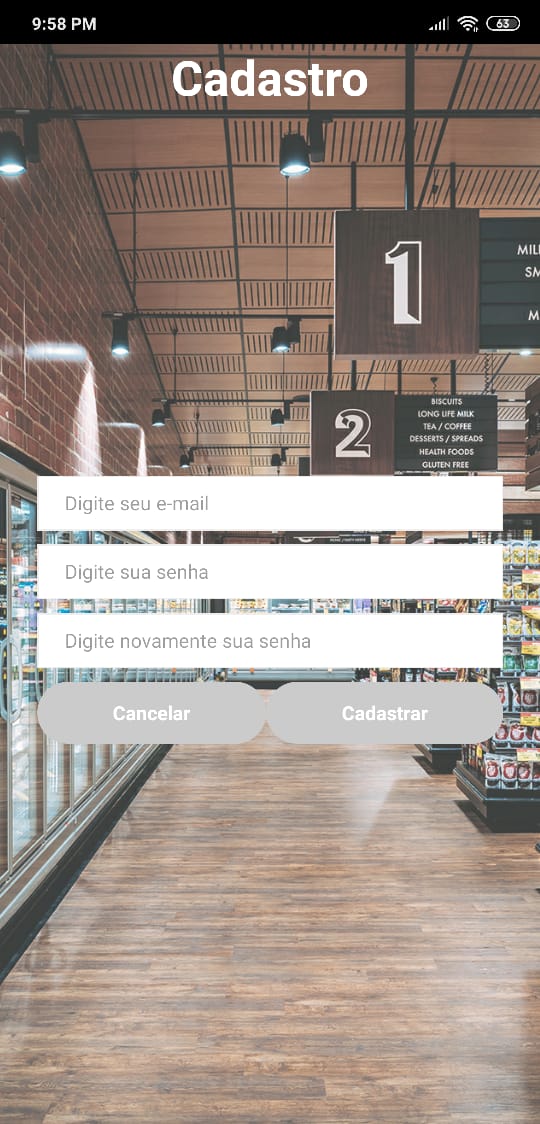 9:58 PM
63
Cadastro
1
MIL
SM
M
2
BISCUITS
LONG LIFE MILK
TEA / COFFEE
DESSERTS / SPREADS
HEALTH FOODS
GLUTEN FREE
Digite seu e-mail
Digite sua senha
Digite novamente sua senha
Cancelar
Cadastrar